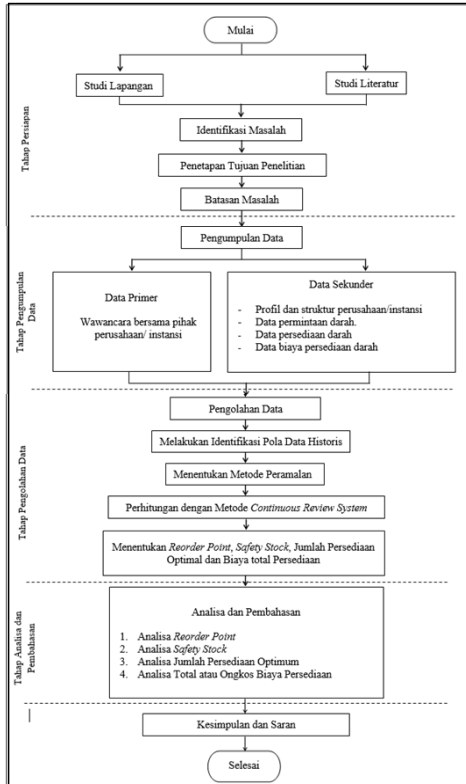 Mulai
Studi Lapangan
Studi Literatur
Identifikasi Masalah
Penetapan Tujuan Penelitian
Batasan Masalah
Tahap Persiapan
Pengumpulan Data
Data Primer
Wawancara bersama pihak
perusahaan/ instansi
Data Sekunder
- Profil dan struktur perusahaan/instansi
- Data permintaan darah.
- Data persediaan darah
- Data biaya persediaan darah
Tahap Pengumpulan
Data
Pengolahan Data
Melakukan Identifikasi Pola Data Historis
Menentukan Metode Peramalan
Perhitungan dengan Metode Continuous Review System
Menentukan Reorder Point, Safety Stock, Jumlah Persediaan
Optimal dan Biaya total Persediaan
Tahap Pengolahan Data
Analisa dan Pembahasan
1. Analisa Reorder Point
2. Analisa Safety Stock
3. Analisa Jumlah Persediaan Optimum
4. Analisa Total atau Ongkos Biaya Persediaan
Tahap Analisa dan
Pembahasan
Kesimpulan dan Saran
Selesai